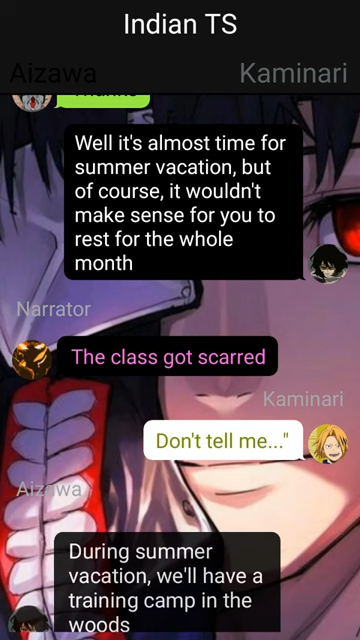 Indian TS
Aizawa
Kaminari
Thanks
Well it's almost time for
summer vacation, but
of course, it wouldn't
make sense for you to
rest for the whole
month
Narrator
The class got scarred
Kaminari
Don't tell me..."
Aizawa
During summer
vacation, we'll have a
training camp in the
woods